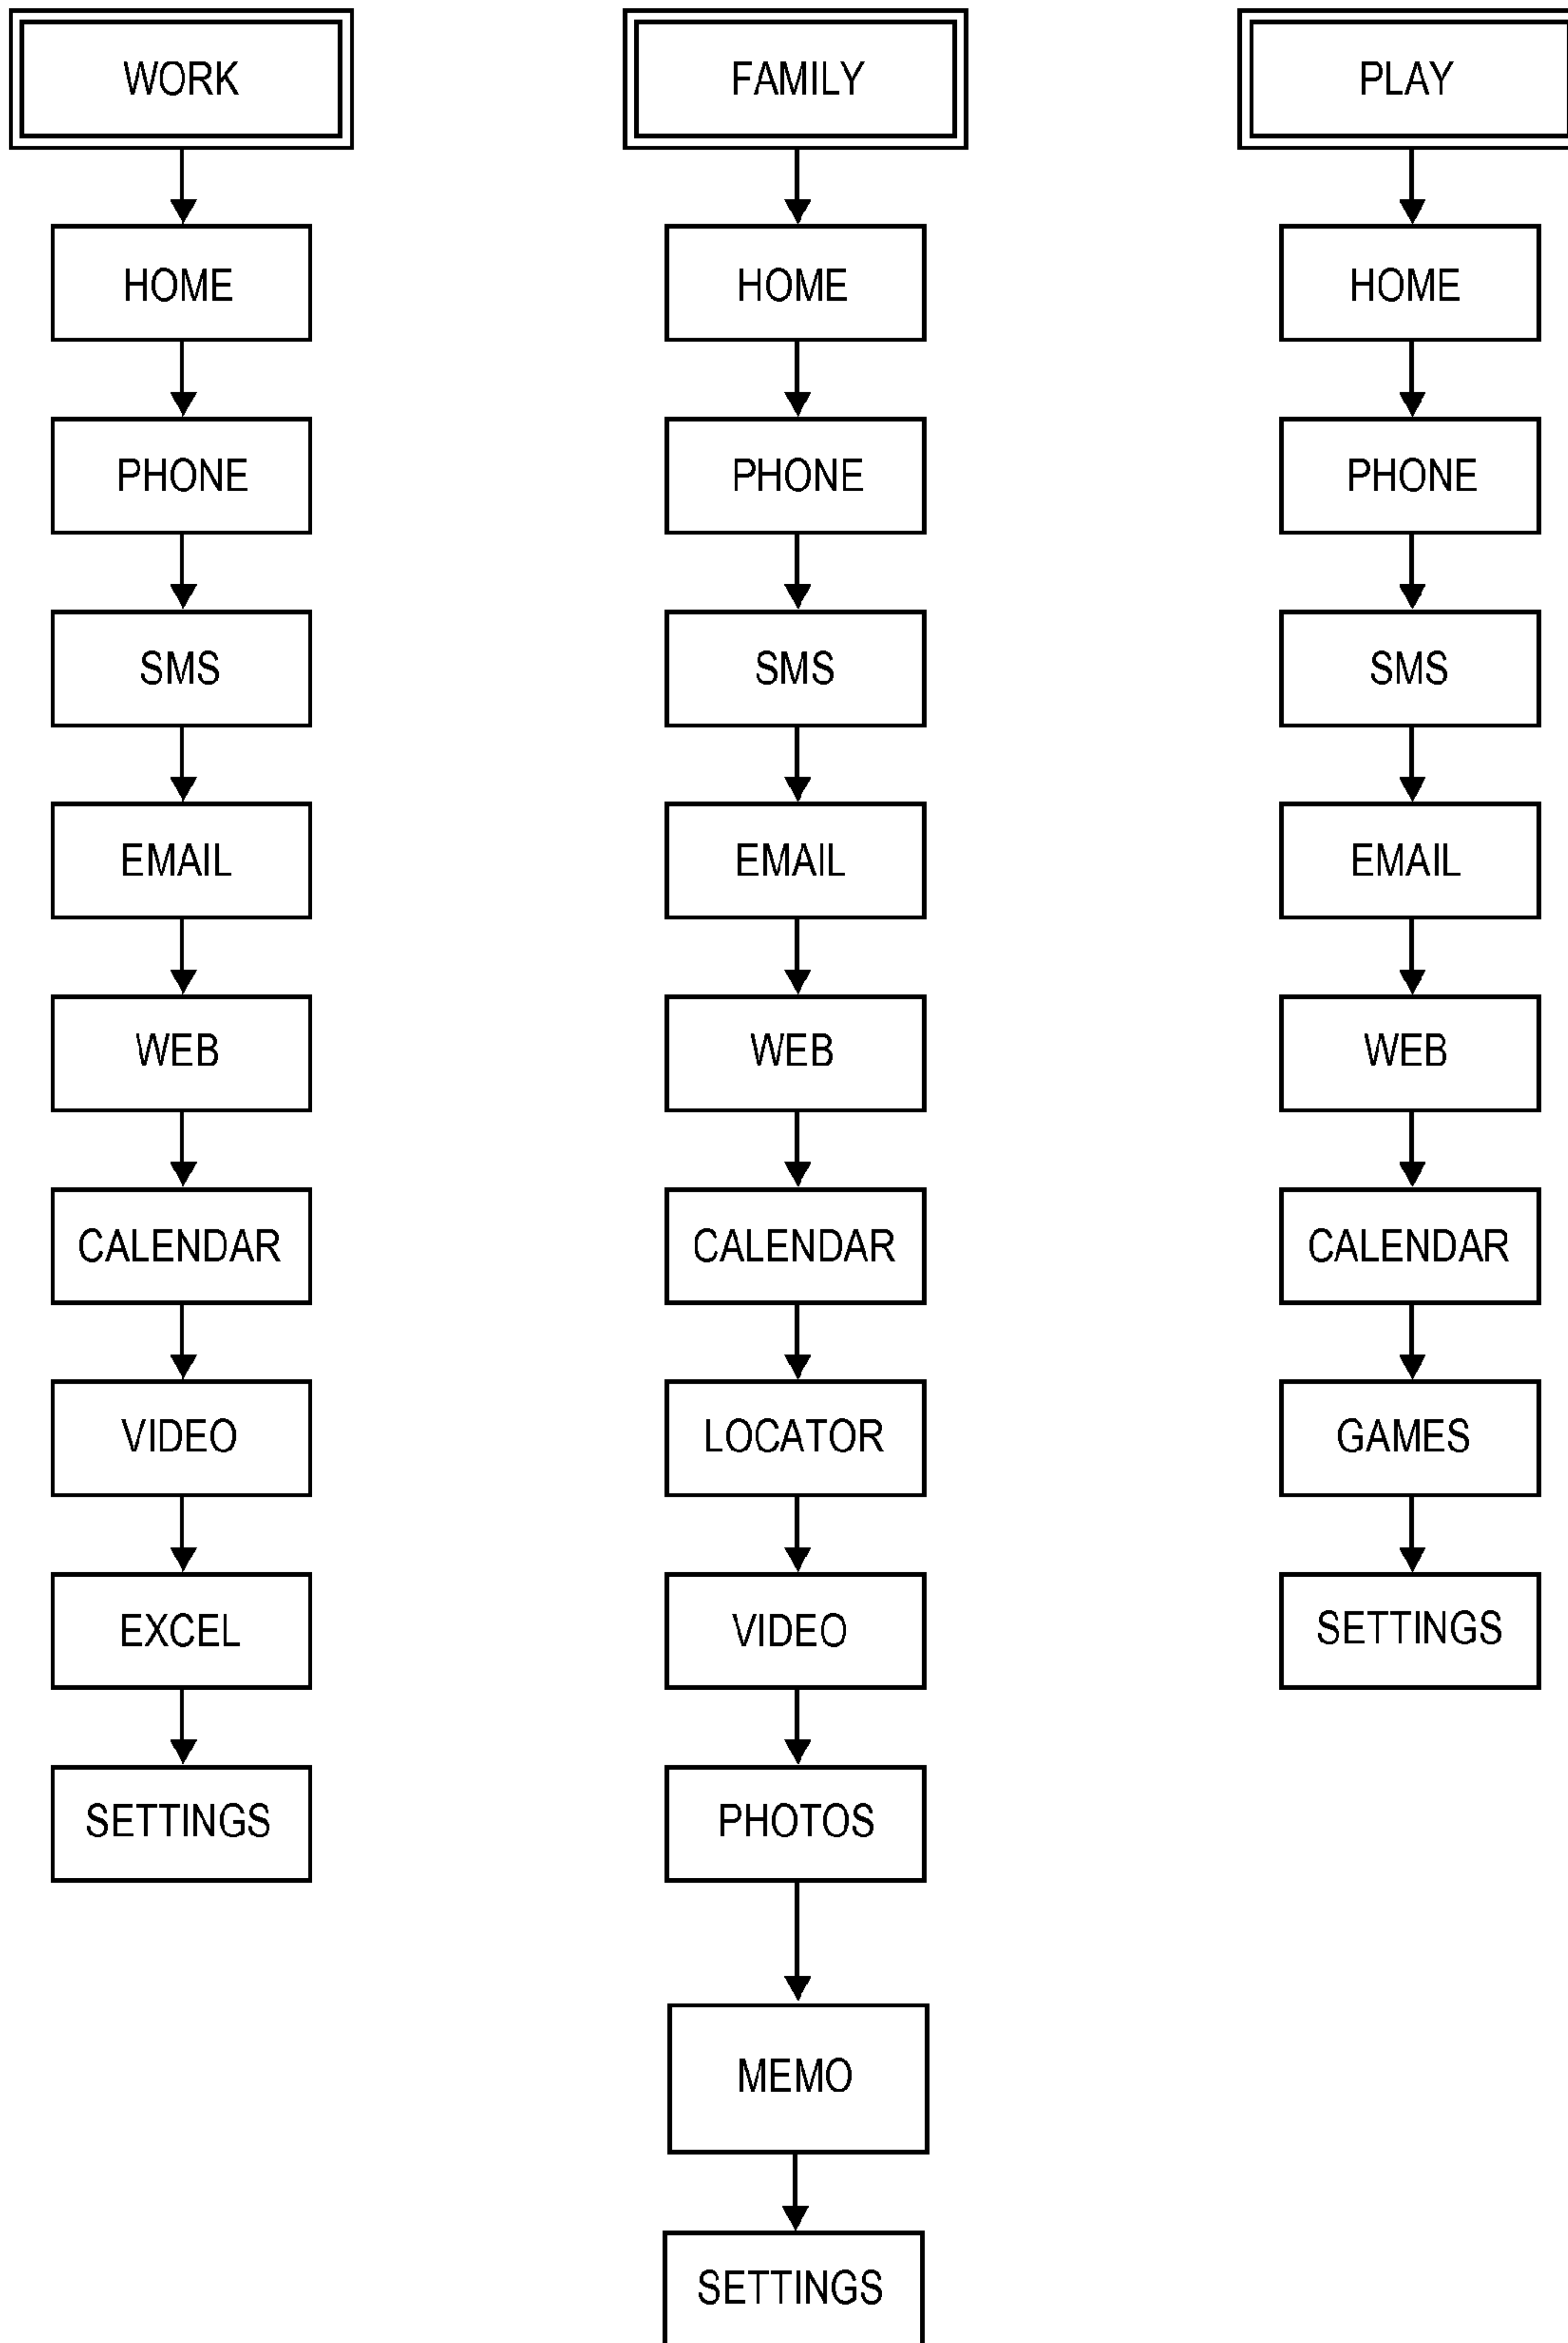 WORK
HOME
PHONE
SMS
EMAIL
WEB
CALENDAR
VIDEO
EXCEL
SETTINGS
FAMILY
HOME
PHONE
SMS
EMAIL
WEB
CALENDAR
LOCATOR
VIDEO
PHOTOS
MEMO
SETTINGS
PLAY
HOME
PHONE
SMS
EMAIL
WEB
CALENDAR
GAMES
SETTINGS